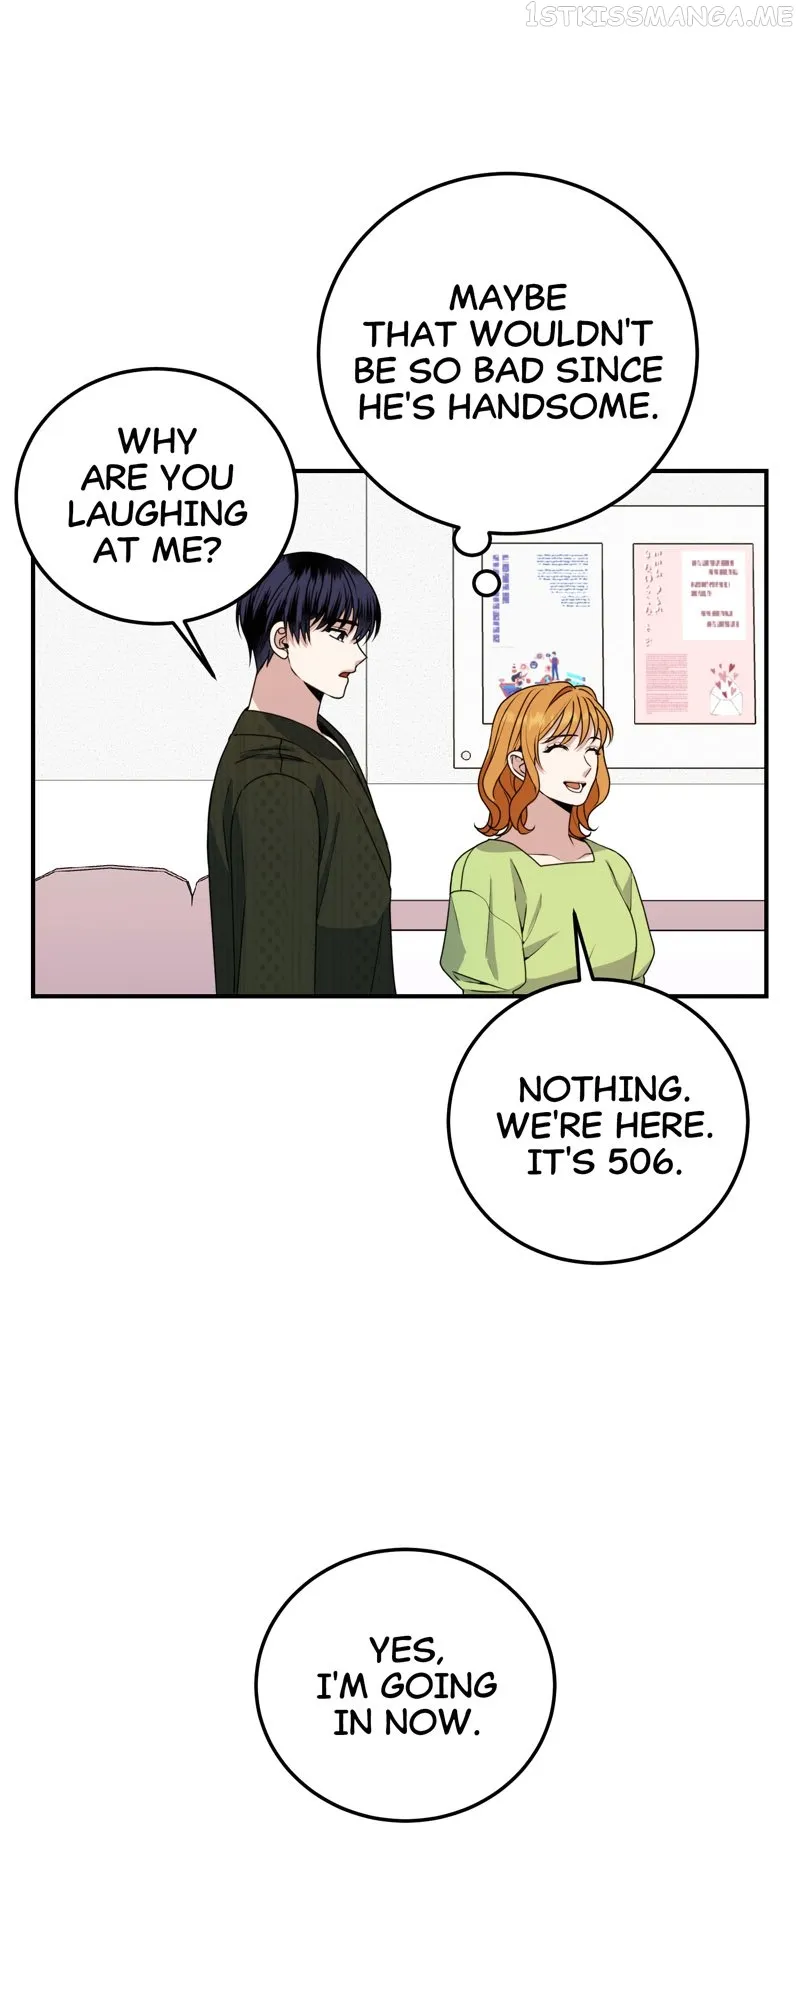 1STKISSMANGA.ME
MAYBE
THAT WOULDN'T
BE SO BAD SINCE
HE'S HANDSOME.
WHY
ARE YOU
LAUGHING
AT ME?
NOTHING.
WE'RE HERE.
IT'S 506.
YES,
I'M GOING
IN NOW.